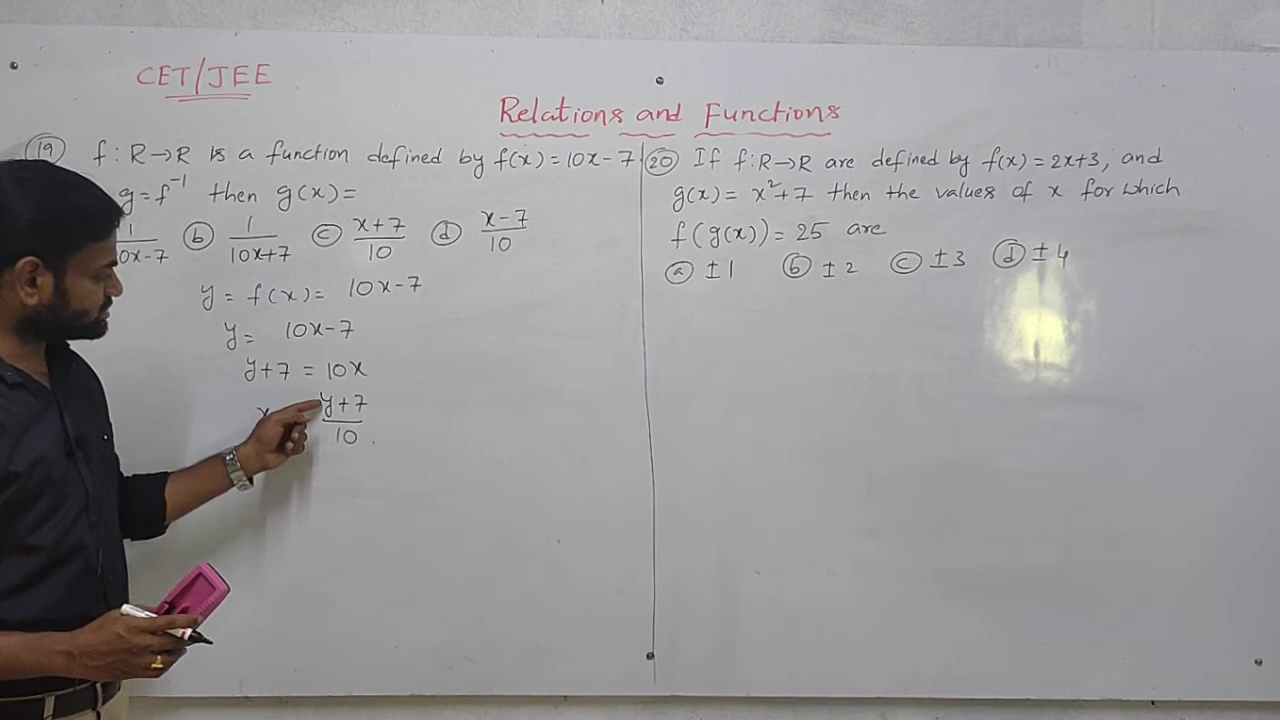 CET/JEE
Relations and Functions
(19) f : R→R is a function defined by f(x) = 10x-7
g = f⁻¹ then g(x) =
1/(0x-7) (b) 1/(10x+7) (c) (x+7)/10 (d) (x-7)/10
y = f(x) = 10x-7
y = 10x-7
y+7 = 10x
x (y+7)/10 .
(20) If f : R→R are defined by f(x) = 2x+3, and
g(x) = x²+7 then the values of x for which
f(g(x)) = 25 are
(a) ±1 (b) ±2 (c) ±3 (d) ±4